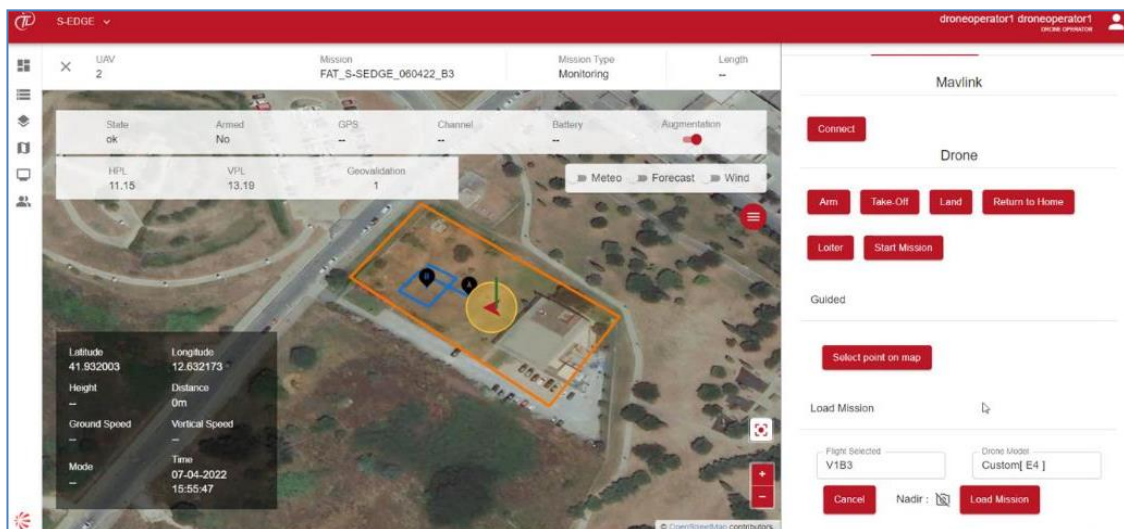 S-EDGE
droneoperator1 droneoperator1
DRONE OPERATOR
UAV
2
Mission
FAT_S-SEDGE_060422_B3
Mission Type
Monitoring
Length
--
State
ok
Armed
No
GPS
--
Channel
--
Battery
--
Augmentation
HPL
11.15
VPL
13.19
Geovalidation
1
Meteo
Forecast
Wind
A
Latitude
41.932003
Longitude
12.632173
Height
--
Distance
0m
Ground Speed
--
Vertical Speed
--
Mode
--
Time
07-04-2022
15:55:47
+
−
© OpenStreetMap contributors
Mavlink
Connect
Drone
Arm
Take-Off
Land
Return to Home
Loiter
Start Mission
Guided
Select point on map
Load Mission
Flight Selected
V1B3
Drone Model
Custom[ E4 ]
Cancel
Nadir :
Load Mission